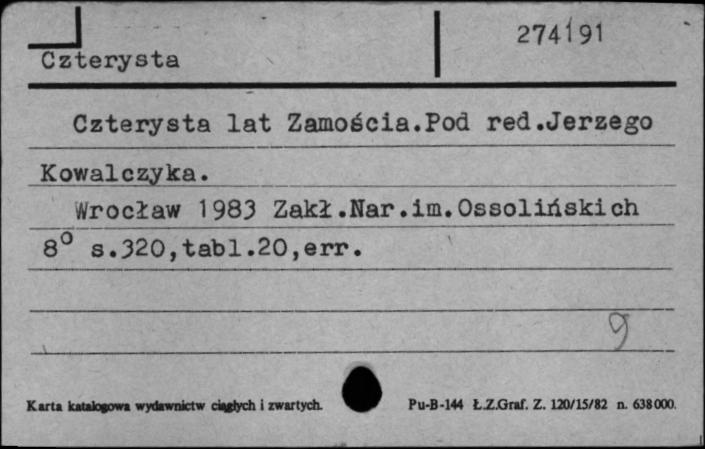 274191
Czterysta
Czterysta lat Zamościa.Pod red.Jerzego
Kowalczyka.
Wrocław 1983 Zakł.Nar.im.Ossolińskich
8° s.320,tabl.20,err.
9
Karta katalogowa wydawnictw ciągłych i zwartych. Pu-B-144 Ł.Z.Graf. Z. 120/15/82 n. 638000.